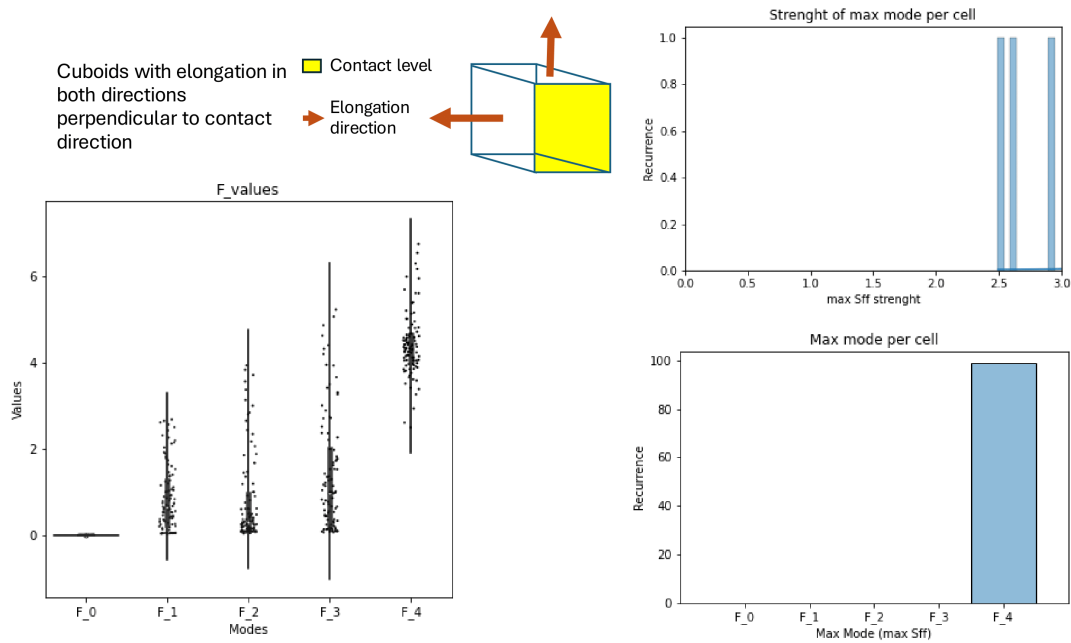 Cuboids with elongation in
both directions
perpendicular to contact
direction
Contact level
Elongation
direction
Strenght of max mode per cell
Recurrence
1.0
0.8
0.6
0.4
0.2
0.0
0.0 0.5 1.0 1.5 2.0 2.5 3.0
max Sff strenght
F_values
Values
6
4
2
0
F_0 F_1 F_2 F_3 F_4
Modes
Max mode per cell
Recurrence
100
80
60
40
20
0
F_0 F_1 F_2 F_3 F_4
Max Mode (max Sff)